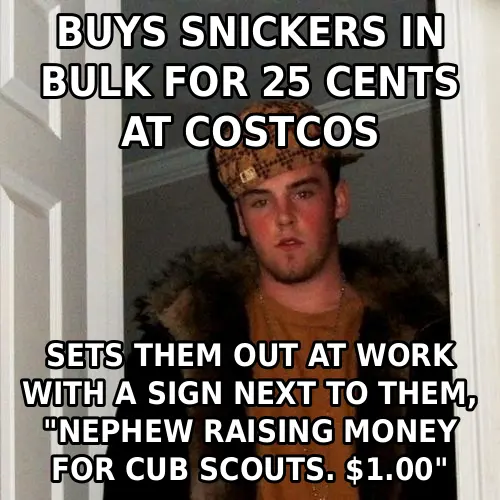 BUYS SNICKERS IN
BULK FOR 25 CENTS
AT COSTCOS
SETS THEM OUT AT WORK
WITH A SIGN NEXT TO THEM,
"NEPHEW RAISING MONEY
FOR CUB SCOUTS. $1.00"